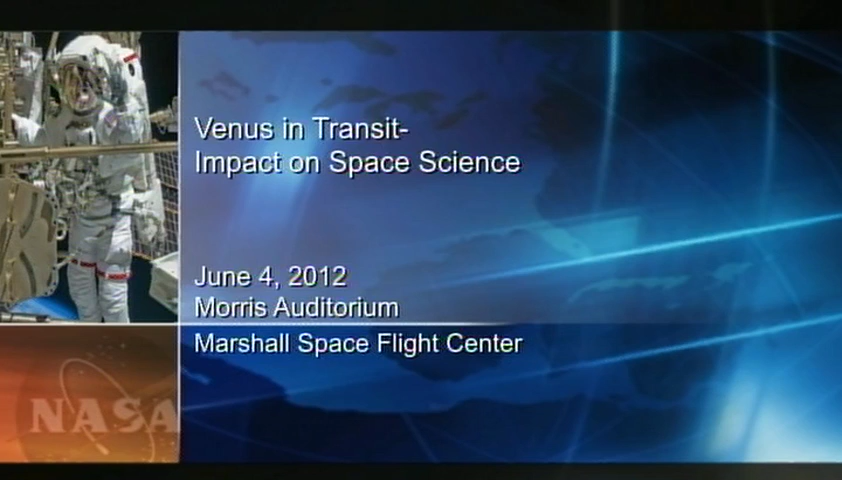 Venus in Transit-
Impact on Space Science
June 4, 2012
Morris Auditorium
Marshall Space Flight Center
NASA